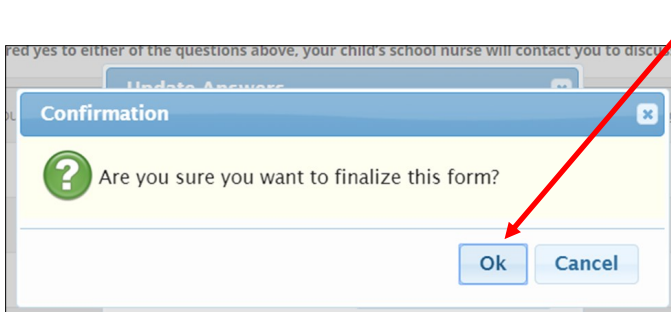 red yes to either of the questions above, your child's school nurse will contact you to discus
Update Answers
Confirmation
Are you sure you want to finalize this form?
Ok Cancel